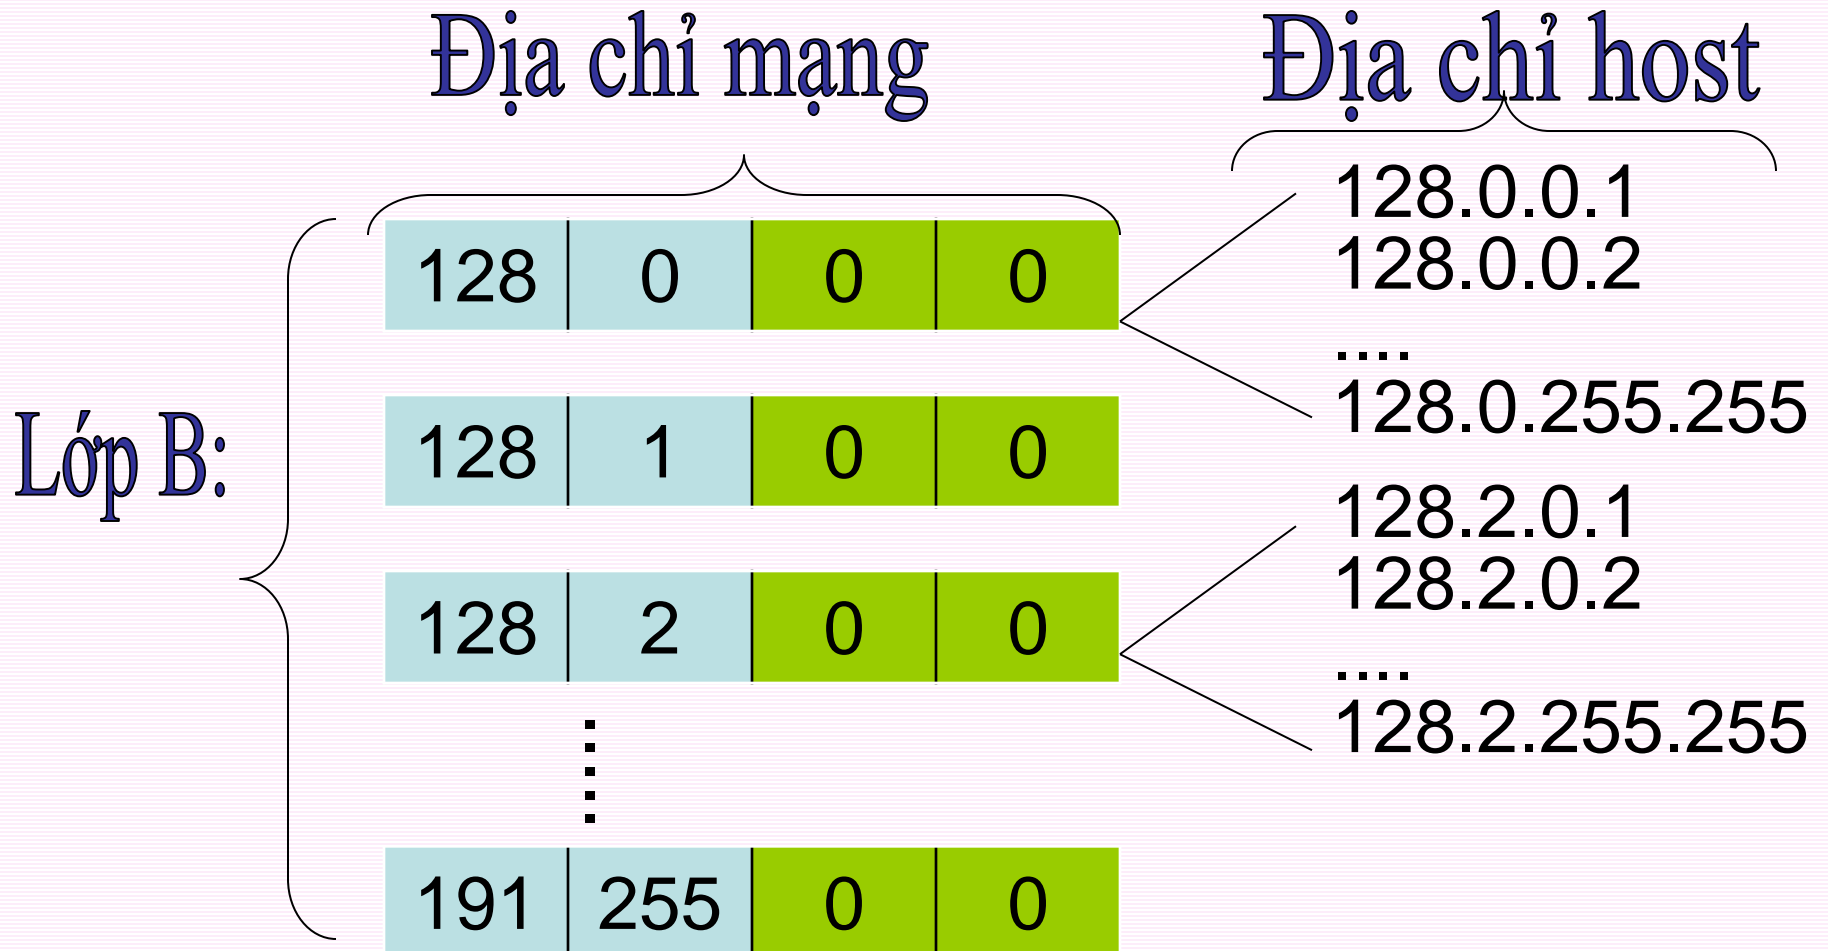 Địa chỉ mạng
Địa chỉ host
Lớp B:
128 0 0 0
128 1 0 0
128 2 0 0
......
191 255 0 0
128.0.0.1
128.0.0.2
....
128.0.255.255
128.2.0.1
128.2.0.2
....
128.2.255.255